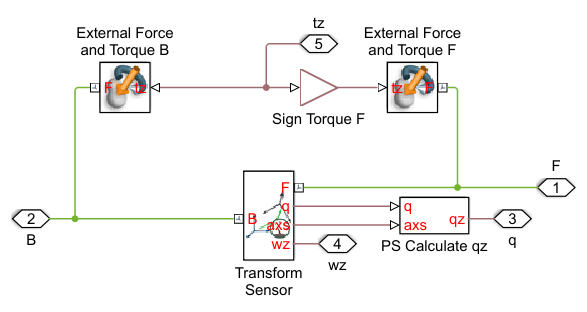 tz
External Force
and Torque B
External Force
and Torque F
5
F
tz
tz
F
Sign Torque F
F
1
2
B
F
q
B
axs
wz
q
axs
qz
3
q
4
wz
PS Calculate qz
Transform
Sensor